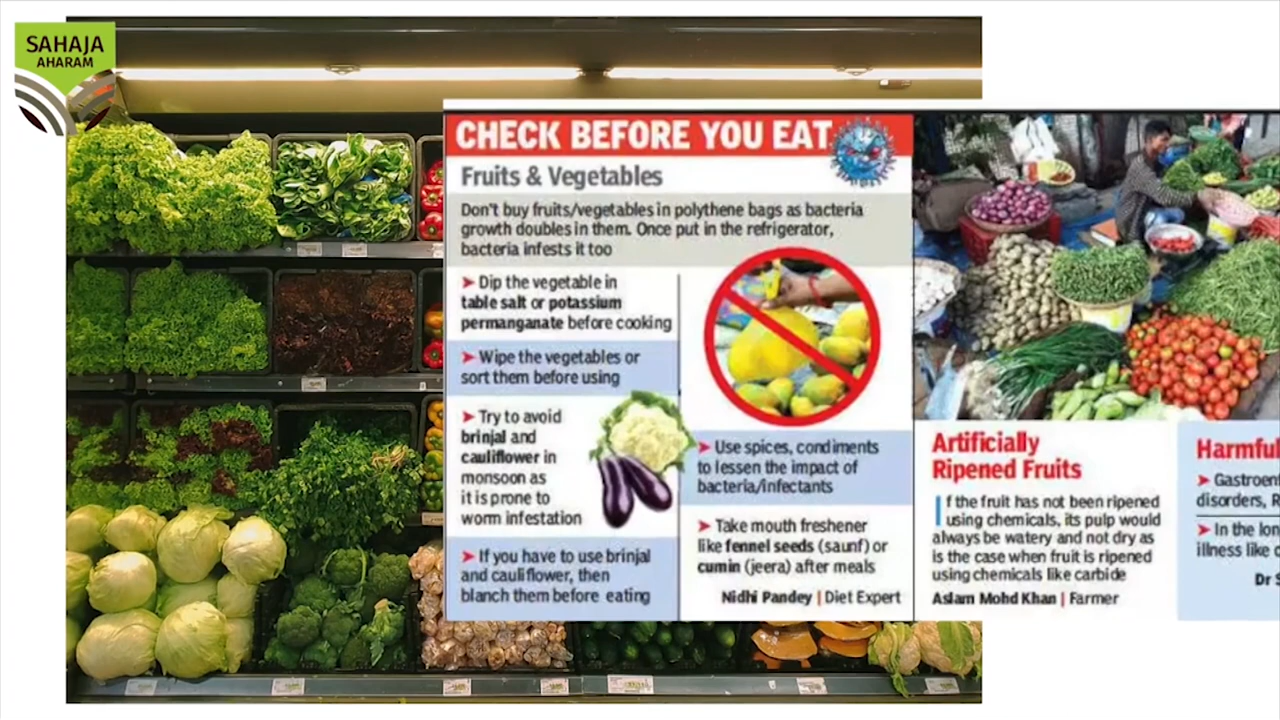 SAHAJA
AHARAM
CHECK BEFORE YOU EAT
Fruits & Vegetables
Don't buy fruits/vegetables in polythene bags as bacteria
growth doubles in them. Once put in the refrigerator,
bacteria infests it too
➤ Dip the vegetable in
table salt or potassium
permanganate before cooking
➤ Wipe the vegetables or
sort them before using
➤ Try to avoid
brinjal and
cauliflower in
monsoon as
it is prone to
worm infestation
➤ If you have to use brinjal
and cauliflower, then
blanch them before eating
➤ Use spices, condiments
to lessen the impact of
bacteria/infectants
➤ Take mouth freshener
like fennel seeds (saunf) or
cumin (jeera) after meals
Nidhi Pandey | Diet Expert
Artificially
Ripened Fruits
If the fruit has not been ripened
using chemicals, its pulp would
always be watery and not dry as
is the case when fruit is ripened
using chemicals like carbide
Aslam Mohd Khan | Farmer
Harmful
➤ Gastroent
disorders, R
➤ In the lon
illness like c
Dr S